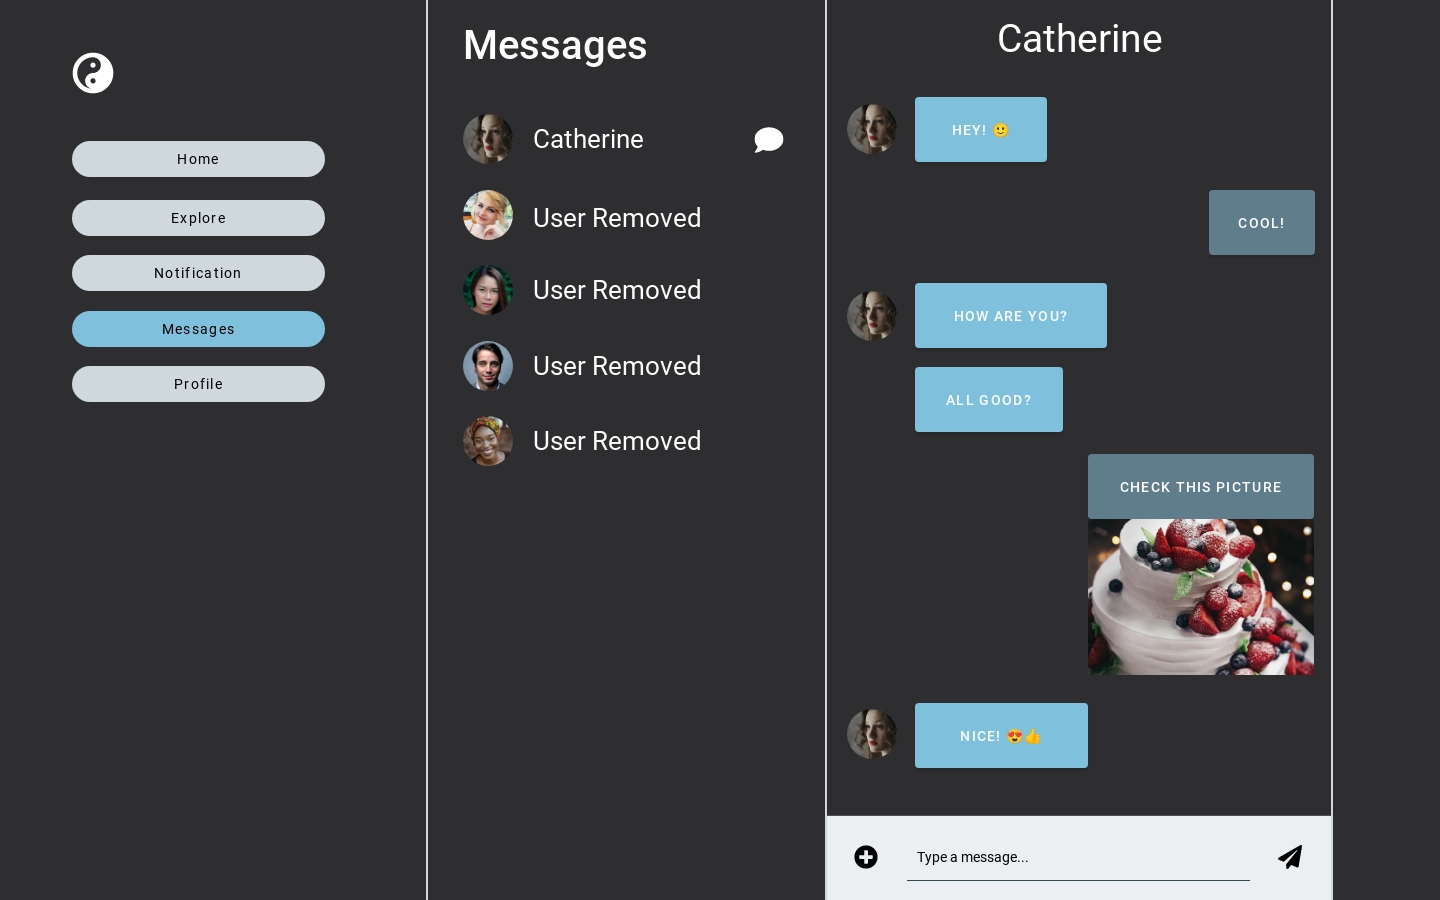 Home
Explore
Notification
Messages
Profile
Messages
Catherine
User Removed
User Removed
User Removed
User Removed
Catherine
HEY! 🙂
COOL!
HOW ARE YOU?
ALL GOOD?
CHECK THIS PICTURE
NICE! 😍👍
Type a message...